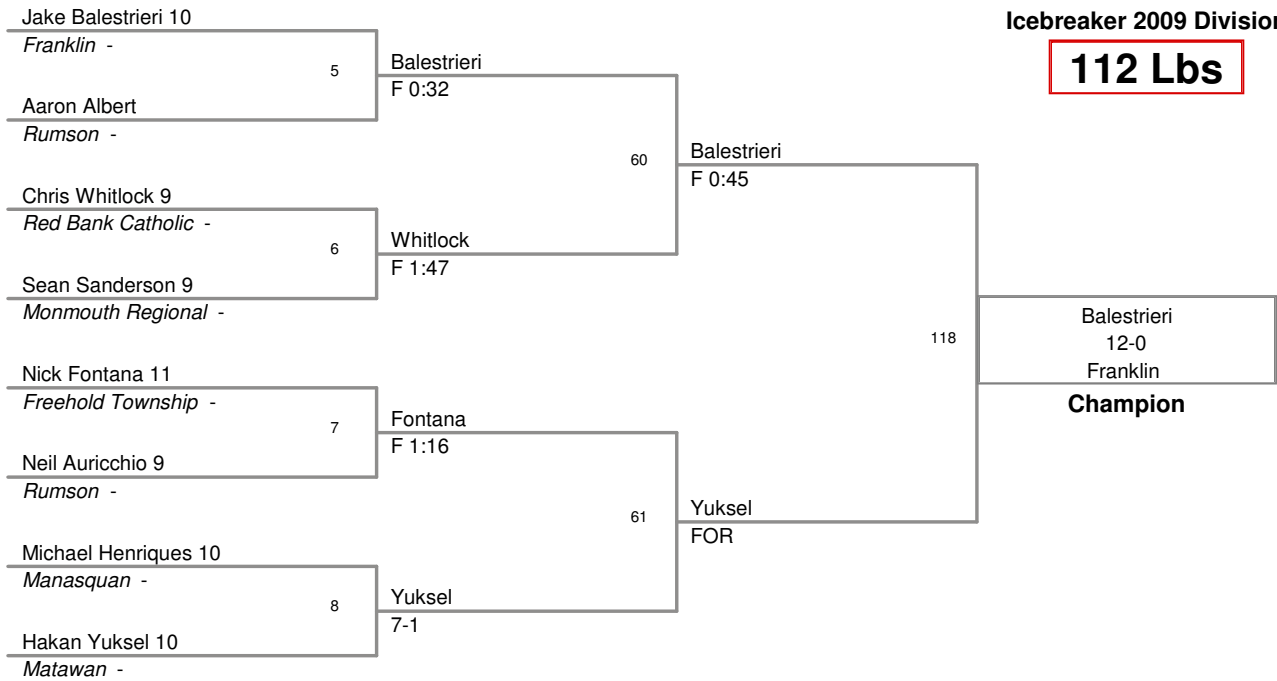 Jake Balestrieri 10
Franklin -
5
Aaron Albert
Rumson -
Balestrieri
F 0:32
Chris Whitlock 9
Red Bank Catholic -
6
Sean Sanderson 9
Monmouth Regional -
Whitlock
F 1:47
60
Balestrieri
F 0:45
Nick Fontana 11
Freehold Township -
7
Neil Auricchio 9
Rumson -
Fontana
F 1:16
Michael Henriques 10
Manasquan -
8
Hakan Yuksel 10
Matawan -
Yuksel
7-1
61
Yuksel
FOR
118
Icebreaker 2009 Division
112 Lbs
Balestrieri
12-0
Franklin
Champion